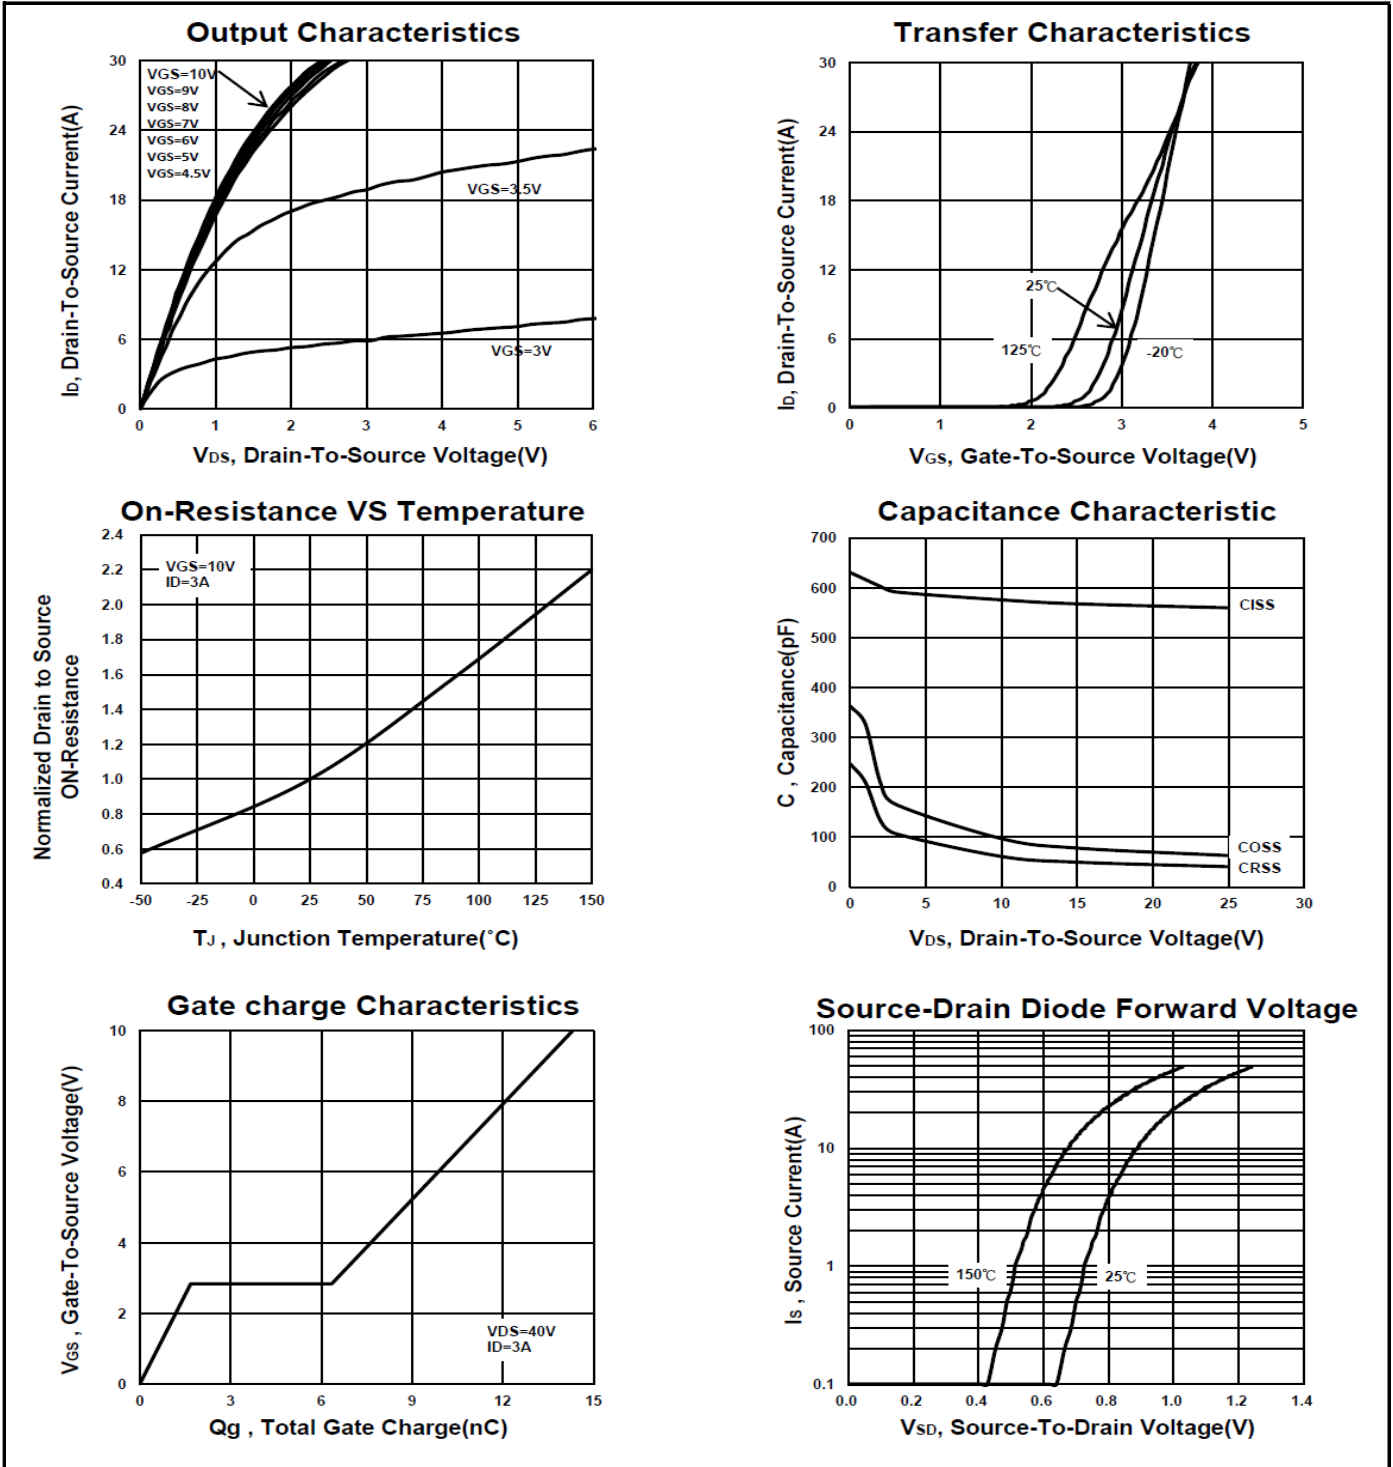 Output Characteristics
30
24
18
12
6
0
VGS=10V
VGS=9V
VGS=8V
VGS=7V
VGS=6V
VGS=5V
VGS=4.5V
VGS=3.5V
VGS=3V
0 1 2 3 4 5 6
ID, Drain-To-Source Current(A)
VDS, Drain-To-Source Voltage(V)
Transfer Characteristics
30
24
18
12
6
0
25℃
125℃
-20℃
0 1 2 3 4 5
ID, Drain-To-Source Current(A)
VGS, Gate-To-Source Voltage(V)
On-Resistance VS Temperature
2.4
2.2
2.0
1.8
1.6
1.4
1.2
1.0
0.8
0.6
0.4
VGS=10V
ID=3A
-50 -25 0 25 50 75 100 125 150
Normalized Drain to Source
ON-Resistance
TJ , Junction Temperature(˚C)
Capacitance Characteristic
700
600
500
400
300
200
100
0
CISS
COSS
CRSS
0 5 10 15 20 25 30
C , Capacitance(pF)
VDS, Drain-To-Source Voltage(V)
Gate charge Characteristics
10
8
6
4
2
0
VDS=40V
ID=3A
0 3 6 9 12 15
VGS , Gate-To-Source Voltage(V)
Qg , Total Gate Charge(nC)
Source-Drain Diode Forward Voltage
100
10
1
0.1
150℃
25℃
0.0 0.2 0.4 0.6 0.8 1.0 1.2 1.4
IS , Source Current(A)
VSD, Source-To-Drain Voltage(V)